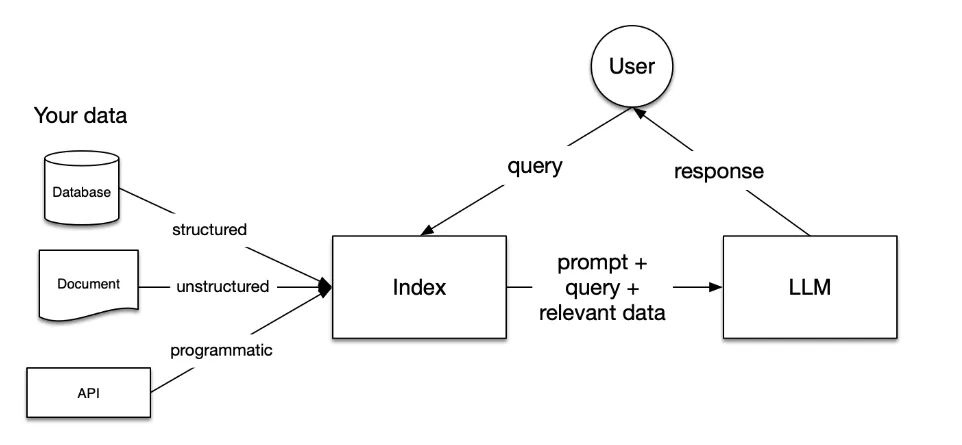 User
Your data
Database
query
response
structured
Document
unstructured
Index
prompt +
query +
relevant data
LLM
programmatic
API